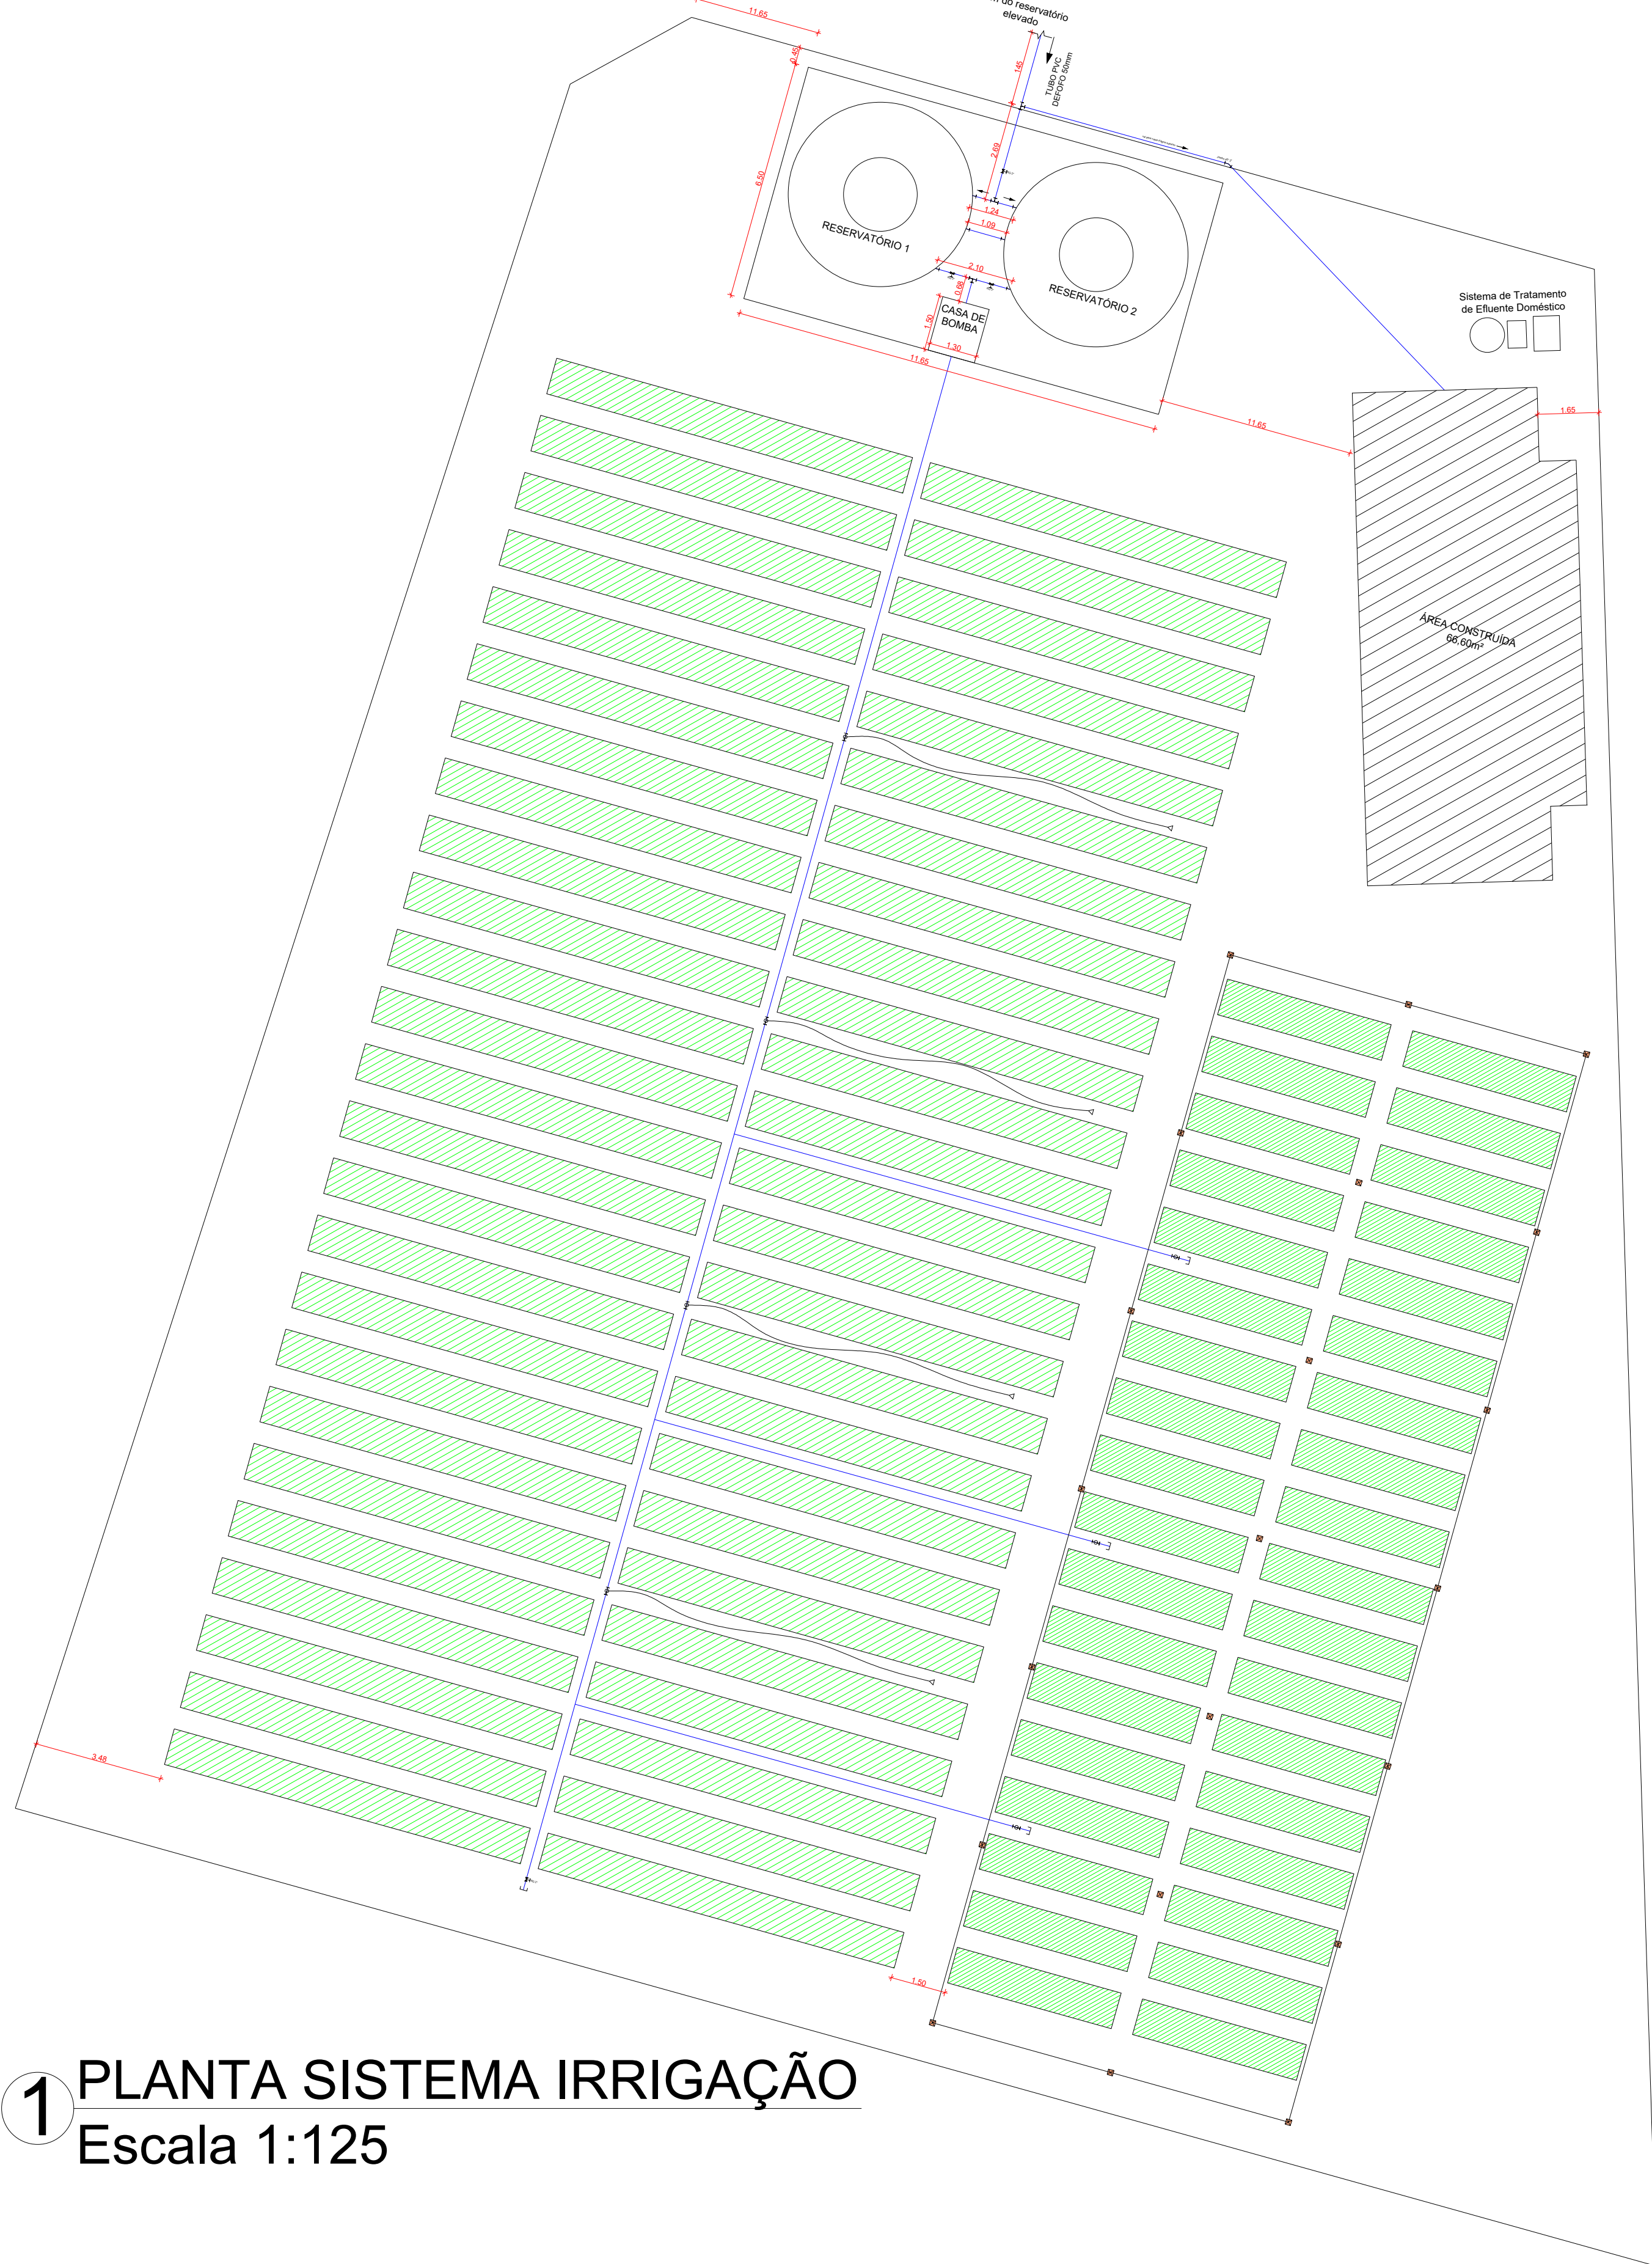 11.65
do reservatório
elevado
0.45
145
TUBO PVC
DEFOFO 50mm
2.69
6.50
1.24
1.09
RESERVATÓRIO 1
2.10
0.68
RESERVATÓRIO 2
CASA DE
BOMBA
1.50
1.30
11.65
11.65
Sistema de Tratamento
de Efluente Doméstico
1.65
ÁREA CONSTRUÍDA
66,60m²
3.48
1.50
1 PLANTA SISTEMA IRRIGAÇÃO
Escala 1:125